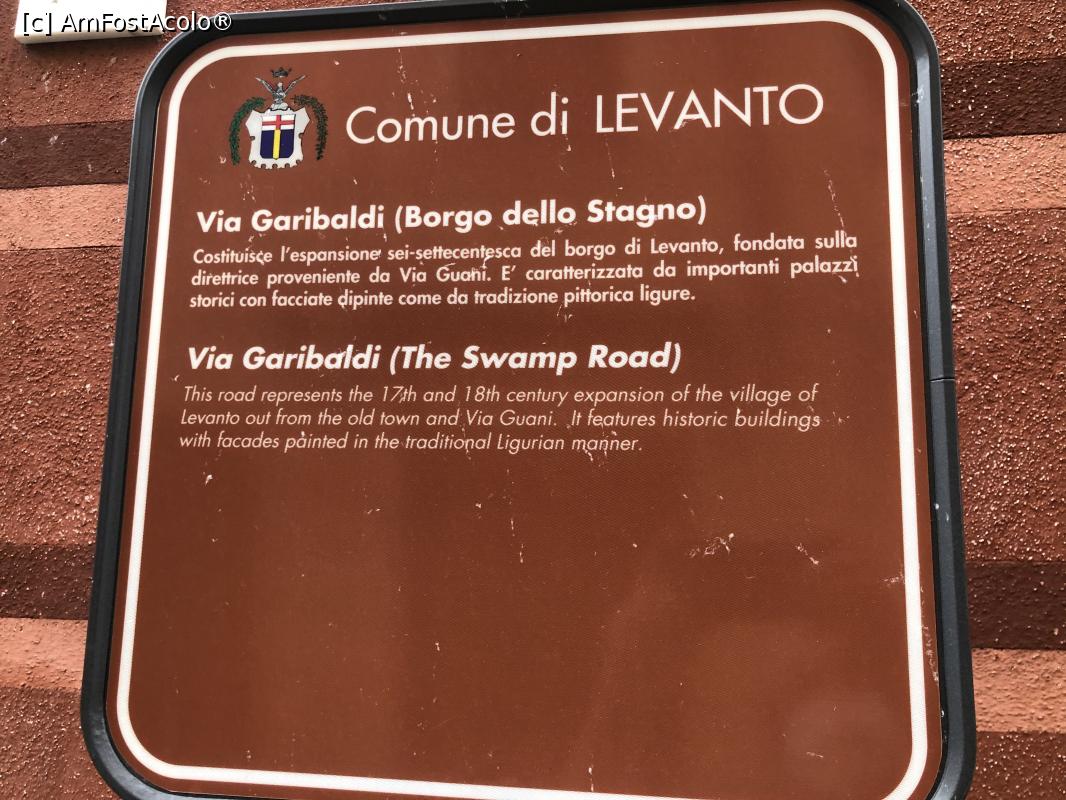 [c] AmFostAcolo®
Comune di LEVANTO
Via Garibaldi (Borgo dello Stagno)
Costituisce l'espansione sei-settecentesca del borgo di Levanto, fondata sulla
direttrice proveniente da Via Guani. E' caratterizzata da importanti palazzi
storici con facciate dipinte come da tradizione pittorica ligure.
Via Garibaldi (The Swamp Road)
This road represents the 17th and 18th century expansion of the village of
Levanto out from the old town and Via Guani. It features historic buildings
with facades painted in the traditional Ligurian manner.